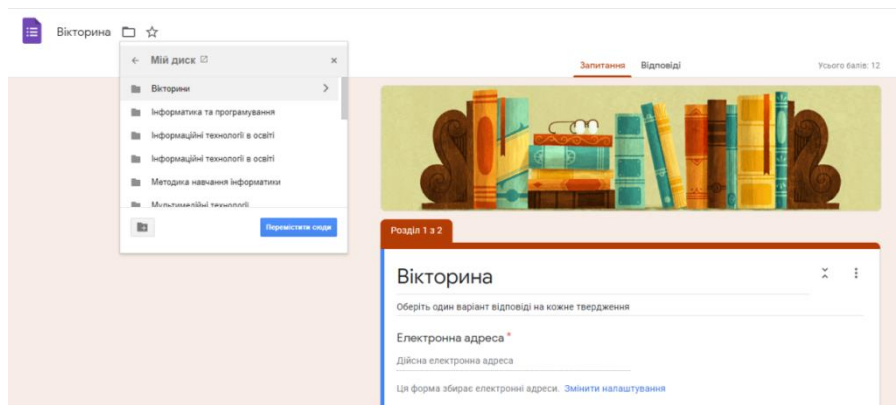 Вікторина
Мій диск
Вікторини
Інформатика та програмування
Інформаційні технології в освіті
Інформаційні технології в освіті
Методика навчання інформатики
Мультимедійні технології
Перемістити сюди
Запитання Відповіді Усього балів: 12
Розділ 1 з 2
Вікторина
Оберіть один варіант відповіді на кожне твердження
Електронна адреса *
Дійсна електронна адреса
Ця форма збирає електронні адреси. Змінити налаштування